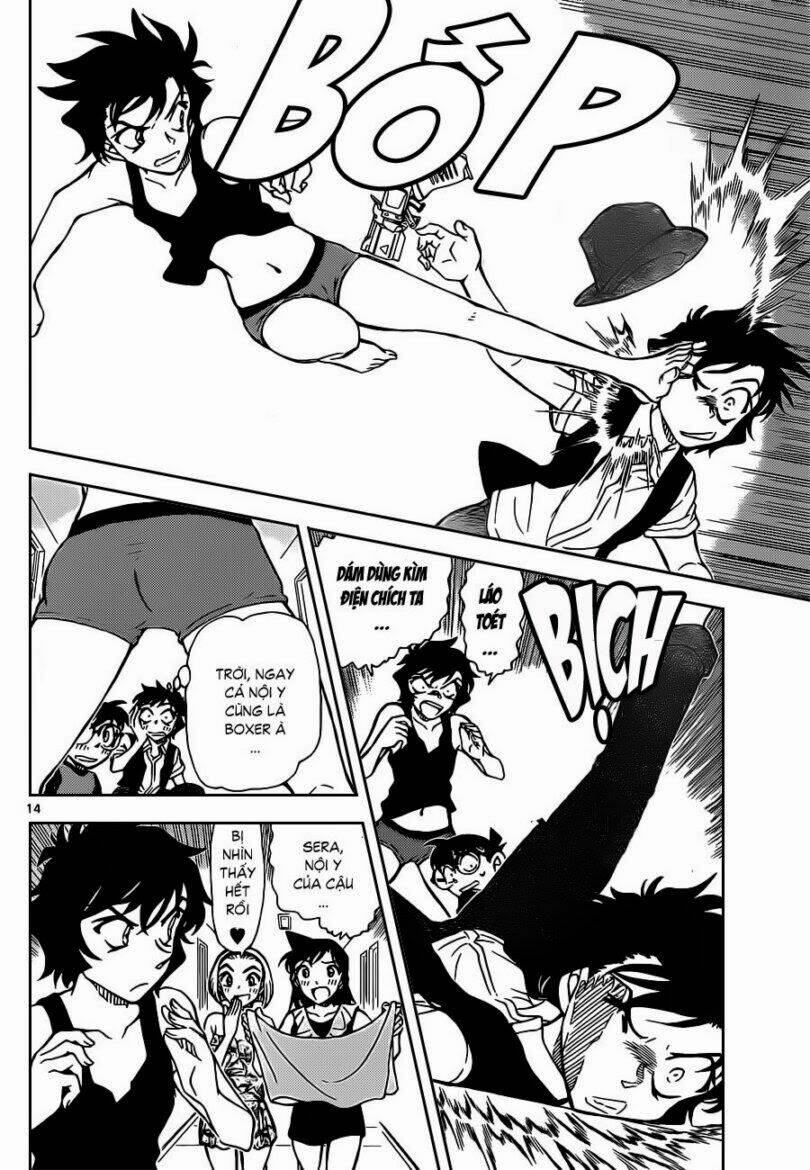 BỐP
DÁM DÙNG KÌM
ĐIỆN CHÍCH TA
...
LÁO
TOÉT
...
BỊCH
TRỜI, NGAY
CẢ NỘI Y
CŨNG LÀ
BOXER À
...
14
BỊ
NHÌN
THẤY
HẾT
RỒI
♥
SERA,
NỘI Y
CỦA CẬU
...